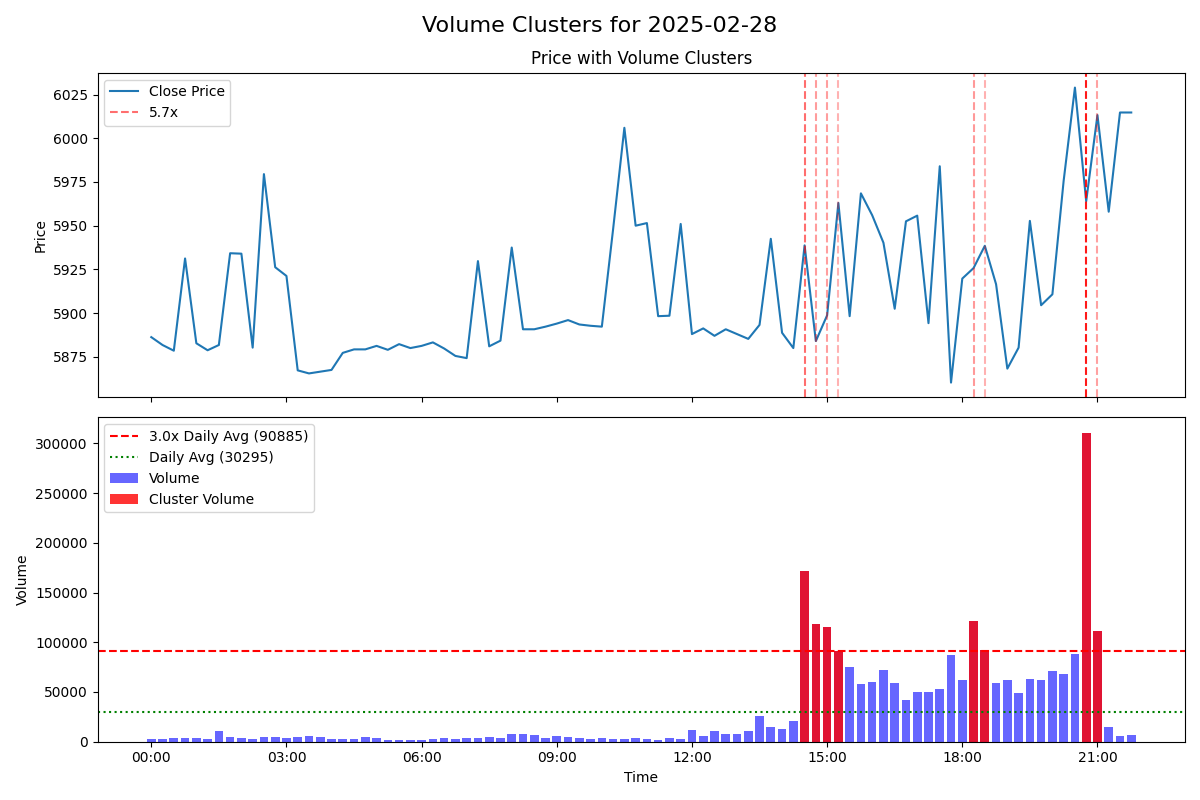 Volume Clusters for 2025-02-28
Price with Volume Clusters
Close Price
5.7x
6025
6000
5975
5950
5925
5900
5875
Price
3.0x Daily Avg (90885)
Daily Avg (30295)
Volume
Cluster Volume
300000
250000
200000
150000
100000
50000
0
Volume
00:00 03:00 06:00 09:00 12:00 15:00 18:00 21:00
Time